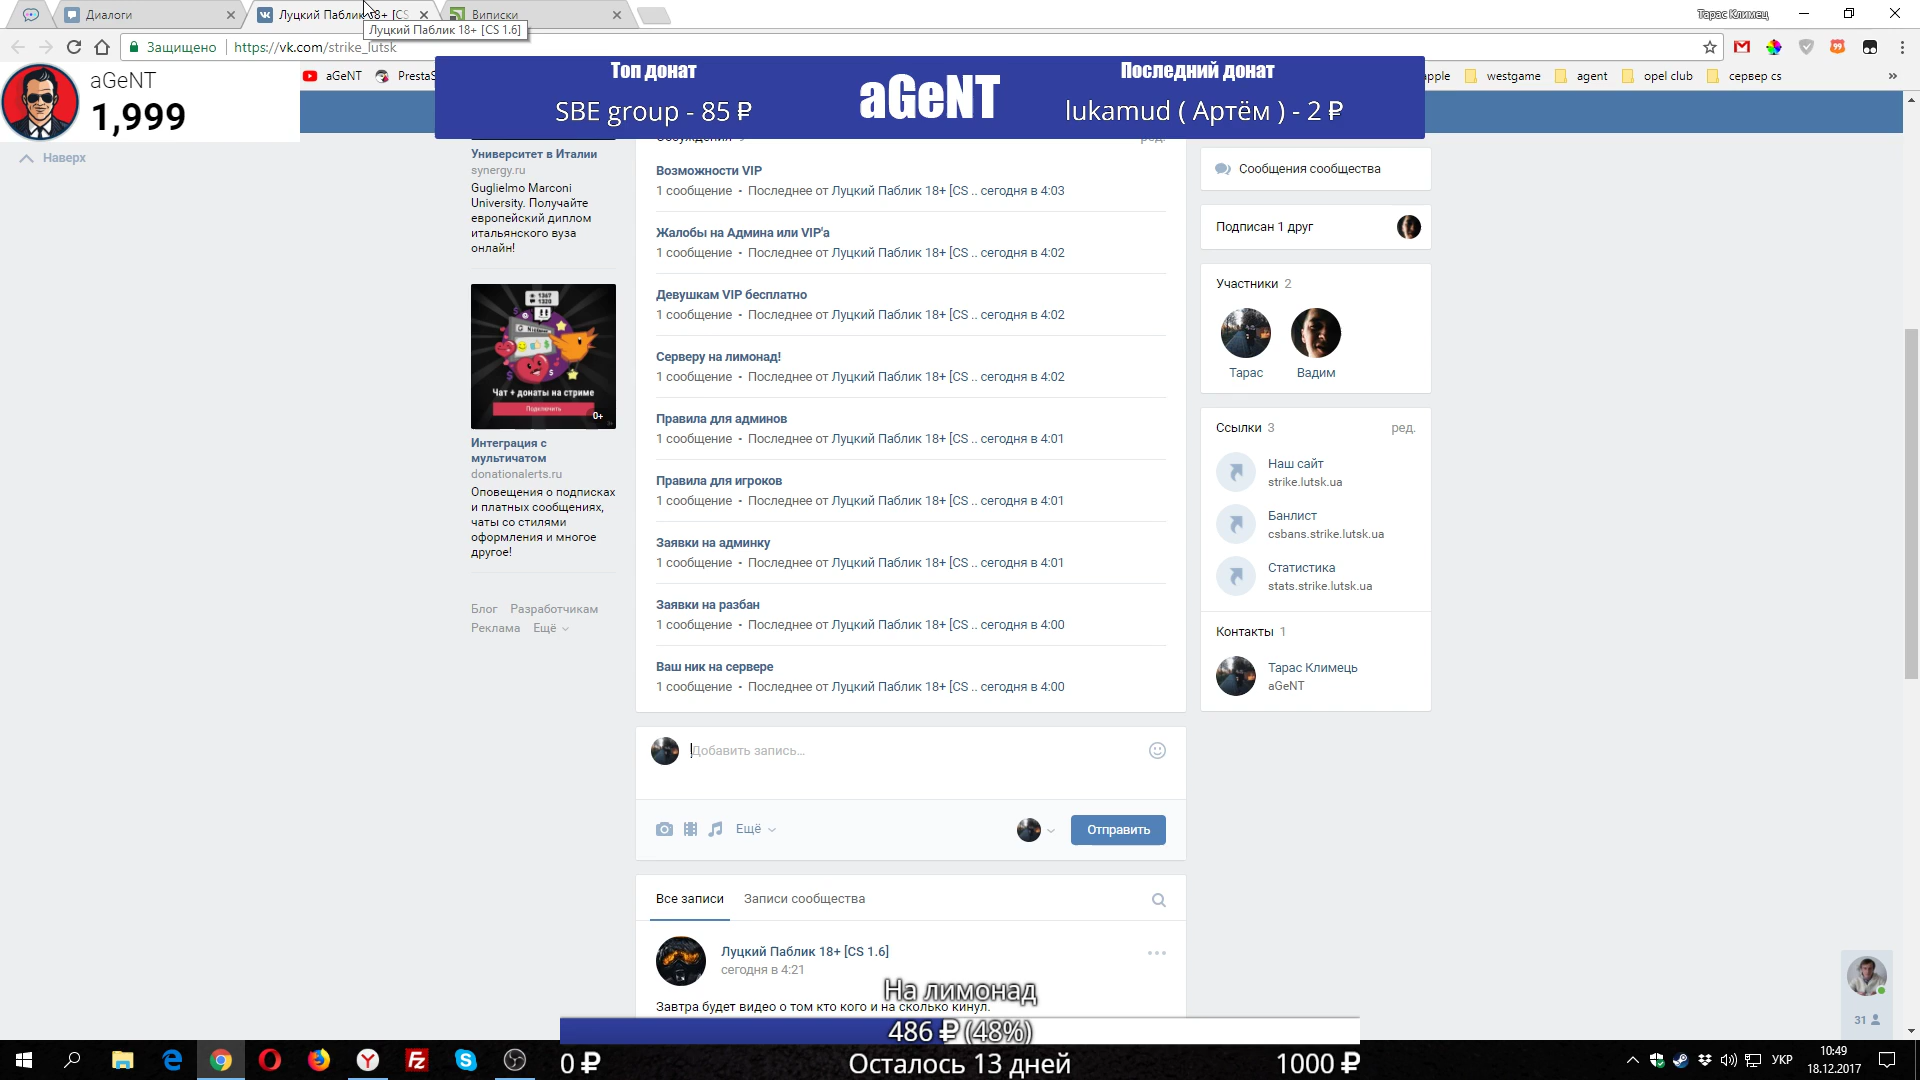 Диалоги
Луцкий Паблик 18+ [CS
Виписки
Тарас Климец
Луцкий Паблик 18+ [CS 1.6]
Защищено
https://vk.com/strike_lutsk
aGeNT
1,999
aGeNT
PrestaS
Топ донат
SBE group - 85 ₽
aGeNT
Последний донат
lukamud ( Артём ) - 2 ₽
apple
westgame
agent
opel club
сервер cs
Наверх
Университет в Италии
synergy.ru
Guglielmo Marconi
University. Получайте
европейский диплом
итальянского вуза
онлайн!
Чат + донаты на стриме
Подключить
0+
Интеграция с
мультичатом
donationalerts.ru
Оповещения о подписках
и платных сообщениях,
чаты со стилями
оформления и многое
другое!
Блог Разработчикам
Реклама Ещё
Обсуждения 9
ред.
Возможности VIP
1 сообщение • Последнее от Луцкий Паблик 18+ [CS .. сегодня в 4:03
Жалобы на Админа или VIP'а
1 сообщение • Последнее от Луцкий Паблик 18+ [CS .. сегодня в 4:02
Девушкам VIP бесплатно
1 сообщение • Последнее от Луцкий Паблик 18+ [CS .. сегодня в 4:02
Серверу на лимонад!
1 сообщение • Последнее от Луцкий Паблик 18+ [CS .. сегодня в 4:02
Правила для админов
1 сообщение • Последнее от Луцкий Паблик 18+ [CS .. сегодня в 4:01
Правила для игроков
1 сообщение • Последнее от Луцкий Паблик 18+ [CS .. сегодня в 4:01
Заявки на админку
1 сообщение • Последнее от Луцкий Паблик 18+ [CS .. сегодня в 4:01
Заявки на разбан
1 сообщение • Последнее от Луцкий Паблик 18+ [CS .. сегодня в 4:00
Ваш ник на сервере
1 сообщение • Последнее от Луцкий Паблик 18+ [CS .. сегодня в 4:00
Добавить запись...
Ещё
Отправить
Все записи
Записи сообщества
Луцкий Паблик 18+ [CS 1.6]
сегодня в 4:21
Завтра будет видео о том кто кого и на сколько кинул.
Сообщения сообщества
Подписан 1 друг
Участники 2
Тарас
Вадим
Ссылки 3
ред.
Наш сайт
strike.lutsk.ua
Банлист
csbans.strike.lutsk.ua
Статистика
stats.strike.lutsk.ua
Контакты 1
Тарас Климець
aGeNT
31
На лимонад
486 ₽ (48%)
0 ₽
Осталось 13 дней
1000 ₽
УКР
10:49
18.12.2017